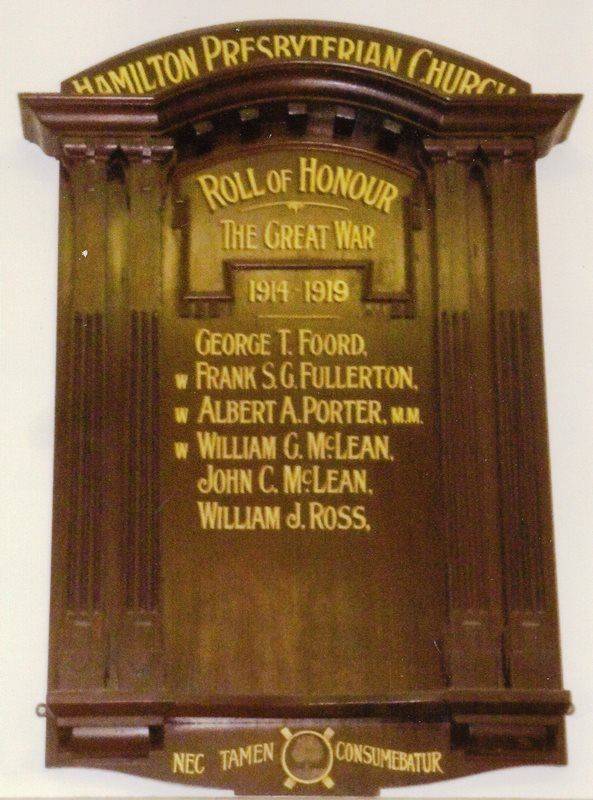 HAMILTON PRESBYTERIAN CHURCH
ROLL OF HONOUR
THE GREAT WAR
1914-1919
GEORGE T. FOORD,
W FRANK S. G. FULLERTON,
W ALBERT A. PORTER, M.M.
W WILLIAM G. McLEAN,
JOHN C. McLEAN,
WILLIAM J. ROSS,
NEC TAMEN CONSUMEBATUR